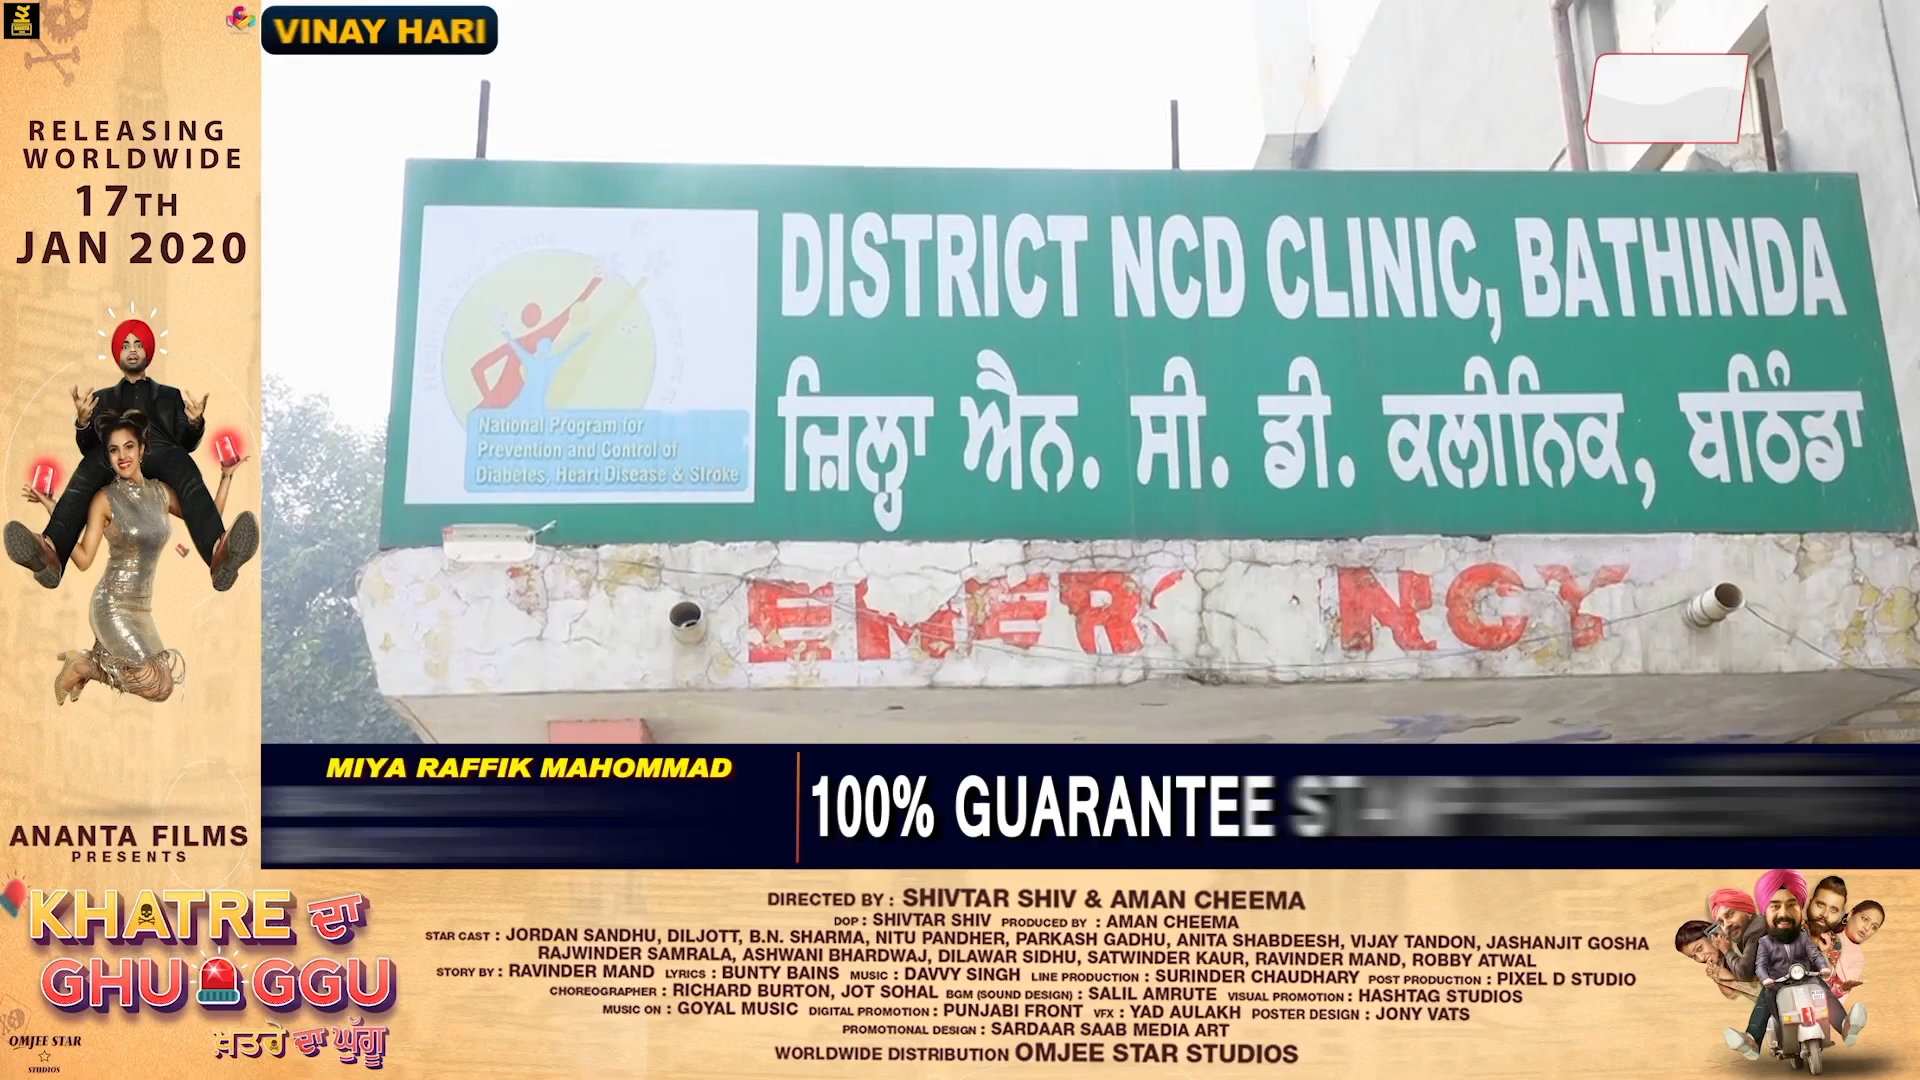 VINAY HARI
RELEASING
WORLDWIDE
17TH
JAN 2020
DISTRICT NCD CLINIC, BATHINDA
ਜ਼ਿਲ੍ਹਾ ਐਨ. ਸੀ. ਡੀ. ਕਲੀਨਿਕ, ਬਠਿੰਡਾ
National Program for
Prevention and Control of
Diabetes, Heart Disease & Stroke
EMER NCY
MIYA RAFFIK MAHOMMAD
100% GUARANTEE
ANANTA FILMS
PRESENTS
KHATRE ਦਾ
GHUGGU
ਖ਼ਤਰੇ ਦਾ ਘੁੱਗੂ
OMJEE STAR
STUDIOS
DIRECTED BY : SHIVTAR SHIV & AMAN CHEEMA
DOP : SHIVTAR SHIV PRODUCED BY : AMAN CHEEMA
STAR CAST : JORDAN SANDHU, DILJOTT, B.N. SHARMA, NITU PANDHER, PARKASH GADHU, ANITA SHABDEESH, VIJAY TANDON, JASHANJIT GOSHA
RAJWINDER SAMRALA, ASHWANI BHARDWAJ, DILAWAR SIDHU, SATWINDER KAUR, RAVINDER MAND, ROBBY ATWAL
STORY BY : RAVINDER MAND LYRICS : BUNTY BAINS MUSIC : DAVVY SINGH LINE PRODUCTION : SURINDER CHAUDHARY POST PRODUCTION : PIXEL D STUDIO
CHOREOGRAPHER : RICHARD BURTON, JOT SOHAL BGM (SOUND DESIGN) : SALIL AMRUTE VISUAL PROMOTION : HASHTAG STUDIOS
MUSIC ON : GOYAL MUSIC DIGITAL PROMOTION : PUNJABI FRONT VFX : YAD AULAKH POSTER DESIGN : JONY VATS
PROMOTIONAL DESIGN : SARDAAR SAAB MEDIA ART
WORLDWIDE DISTRIBUTION OMJEE STAR STUDIOS